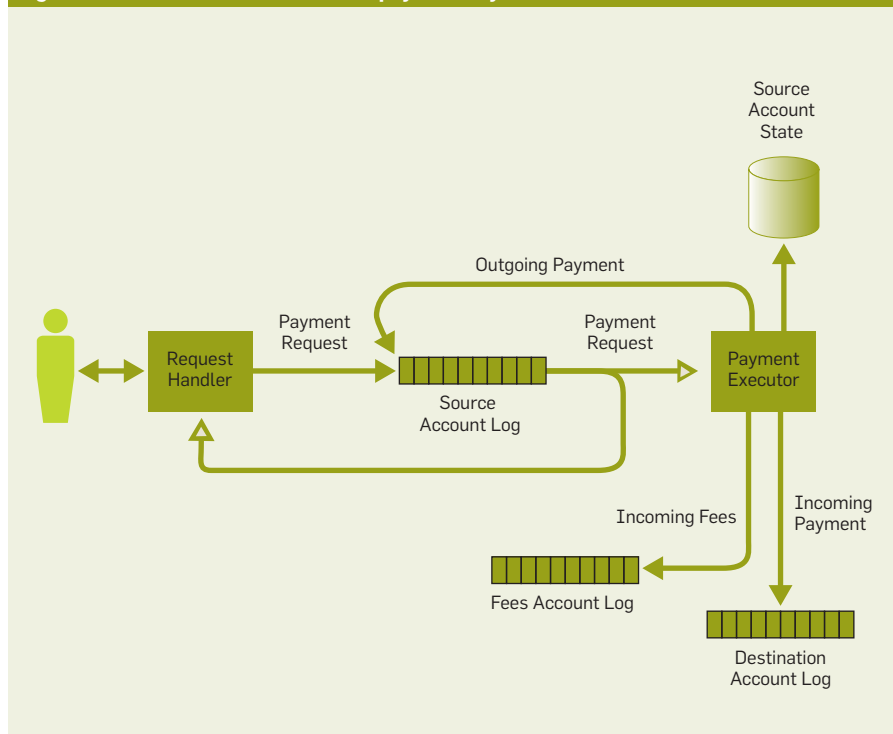 Source
Account
State
Outgoing Payment
Payment
Request
Payment
Request
Request
Handler
Payment
Executor
Source
Account Log
Incoming Fees
Incoming
Payment
Fees Account Log
Destination
Account Log